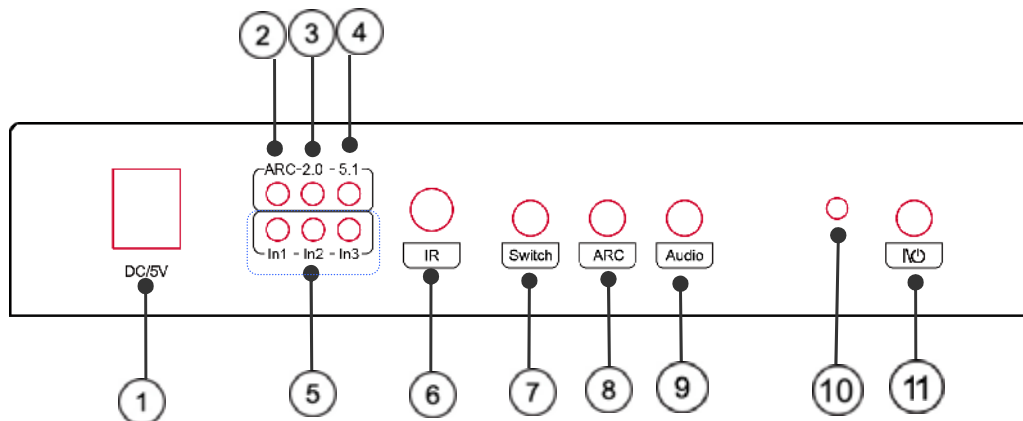 2 3 4
ARC-2.0 - 5.1
In1 - In2 - In3
DC/5V
IR
Switch
ARC
Audio
1 5 6 7 8 9 10 11